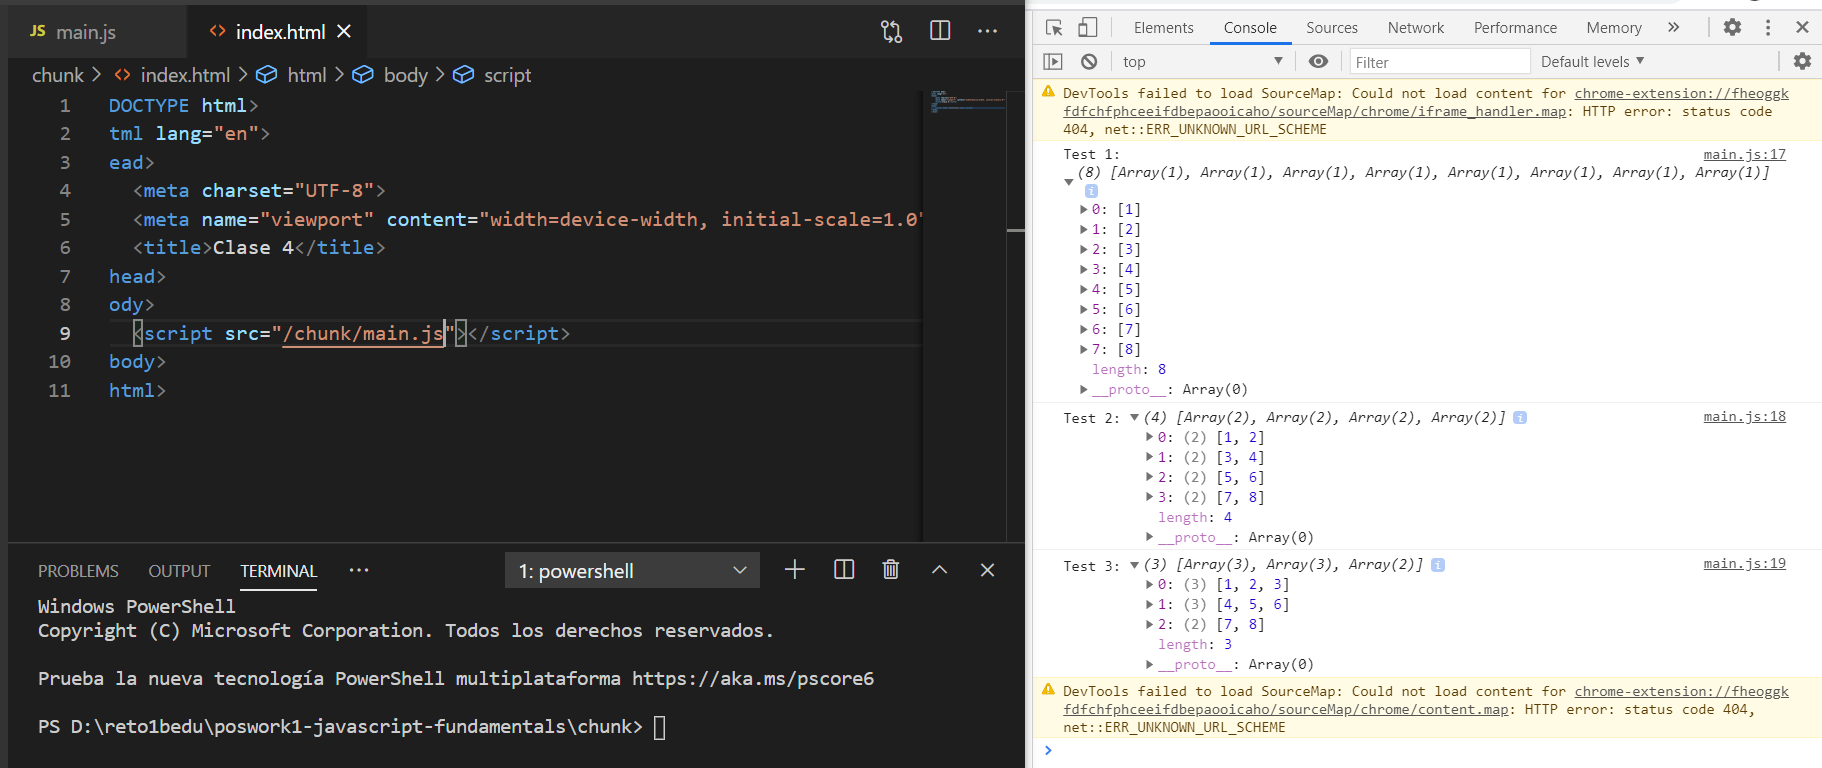 JS main.js
<> index.html ×
chunk > <> index.html > html > body > script
1 DOCTYPE html>
2 tml lang="en">
3 ead>
4 <meta charset="UTF-8">
5 <meta name="viewport" content="width=device-width, initial-scale=1.0"
6 <title>Clase 4</title>
7 head>
8 ody>
9 <script src="/chunk/main.js"></script>
10 body>
11 html>
PROBLEMS OUTPUT TERMINAL ··· 1: powershell
Windows PowerShell
Copyright (C) Microsoft Corporation. Todos los derechos reservados.
Prueba la nueva tecnología PowerShell multiplataforma https://aka.ms/pscore6
PS D:\reto1bedu\poswork1-javascript-fundamentals\chunk>
Elements Console Sources Network Performance Memory »
top Filter Default levels
DevTools failed to load SourceMap: Could not load content for chrome-extension://fheoggk
fdfchfphceeifdbepaooicaho/sourceMap/chrome/iframe_handler.map: HTTP error: status code
404, net::ERR_UNKNOWN_URL_SCHEME
Test 1: main.js:17
(8) [Array(1), Array(1), Array(1), Array(1), Array(1), Array(1), Array(1), Array(1)]
i
0: [1]
1: [2]
2: [3]
3: [4]
4: [5]
5: [6]
6: [7]
7: [8]
length: 8
__proto__: Array(0)
Test 2: (4) [Array(2), Array(2), Array(2), Array(2)] i main.js:18
0: (2) [1, 2]
1: (2) [3, 4]
2: (2) [5, 6]
3: (2) [7, 8]
length: 4
__proto__: Array(0)
Test 3: (3) [Array(3), Array(3), Array(2)] i main.js:19
0: (3) [1, 2, 3]
1: (3) [4, 5, 6]
2: (2) [7, 8]
length: 3
__proto__: Array(0)
DevTools failed to load SourceMap: Could not load content for chrome-extension://fheoggk
fdfchfphceeifdbepaooicaho/sourceMap/chrome/content.map: HTTP error: status code 404,
net::ERR_UNKNOWN_URL_SCHEME
>